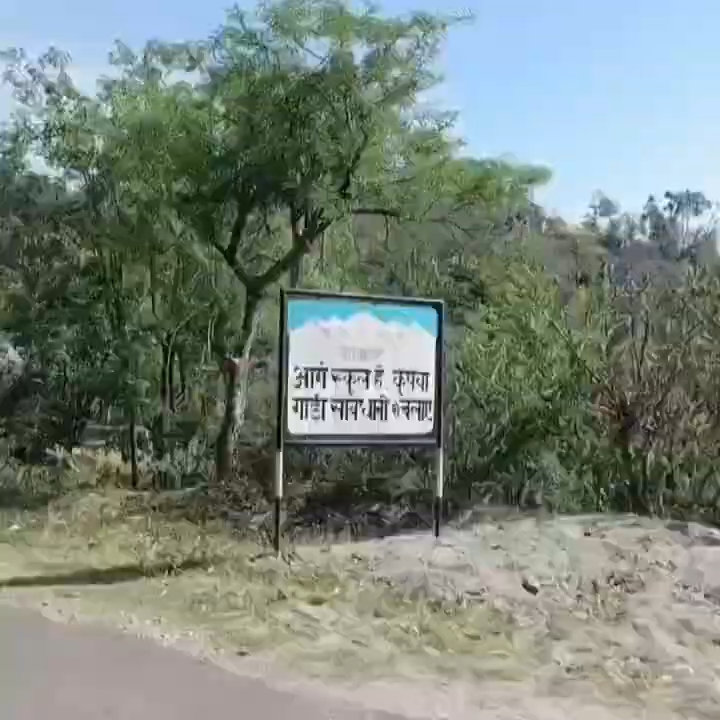 आगे स्कूल है कृपया
गाड़ी सावधानी से चलाएं